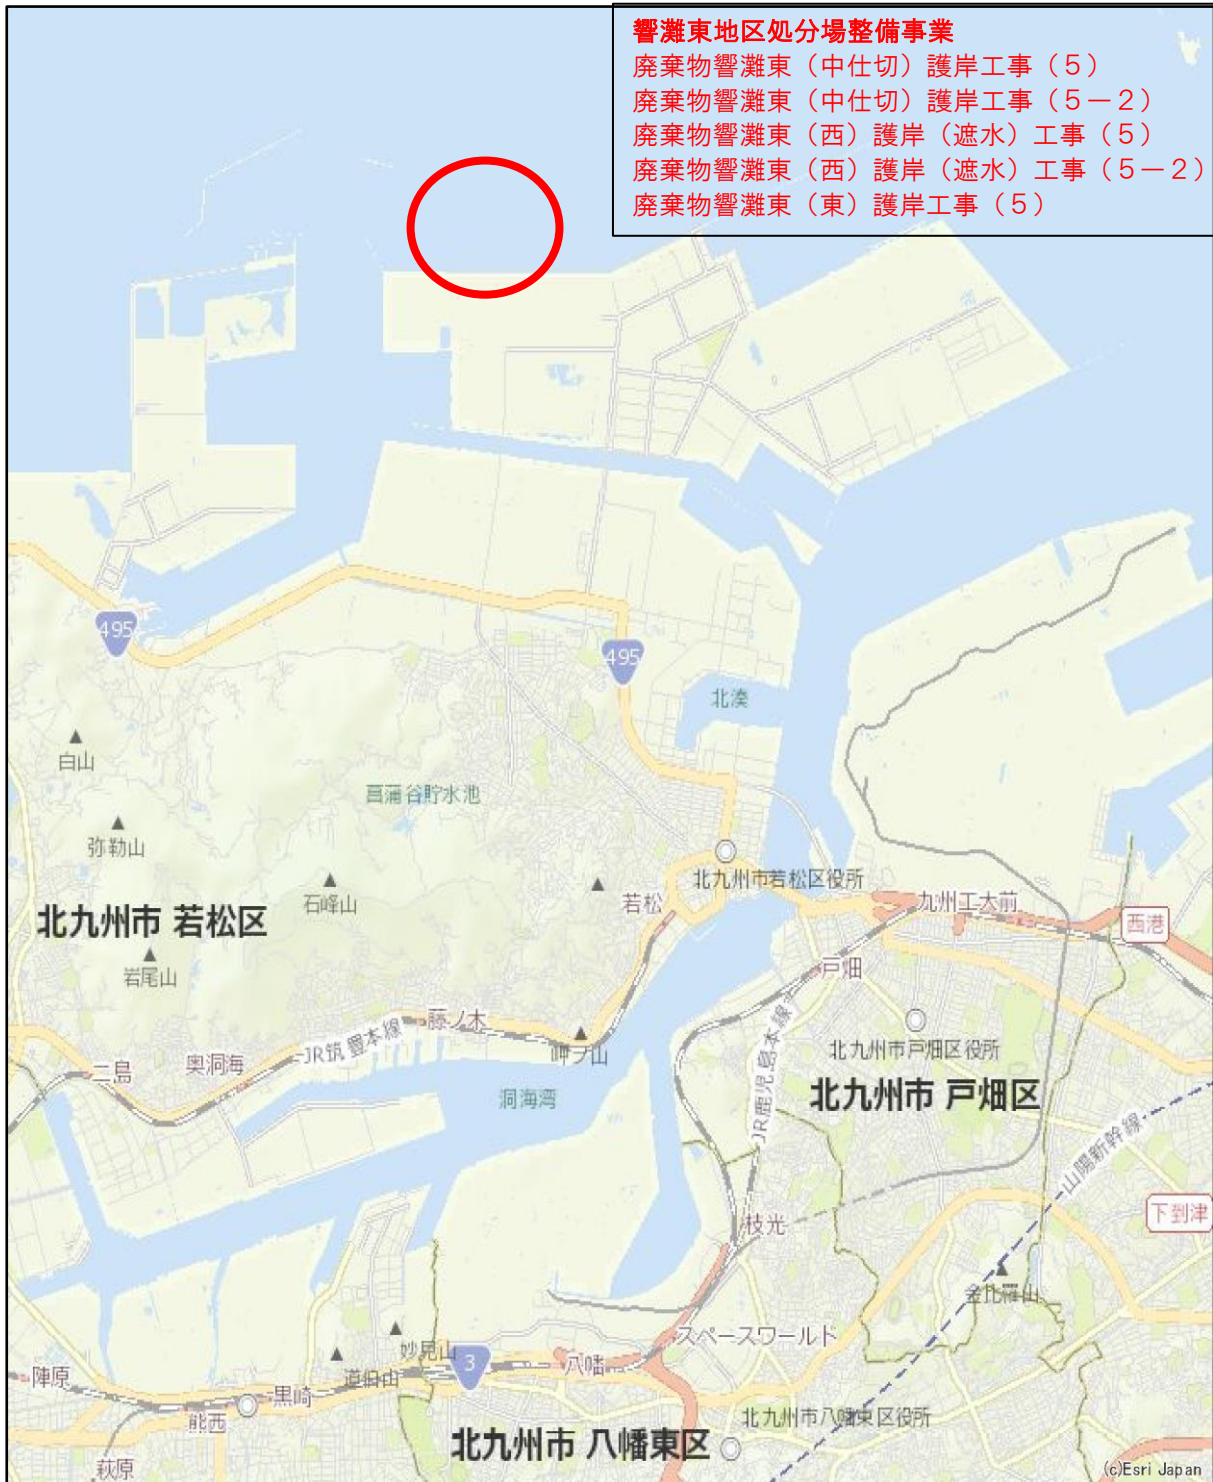 響灘東地区処分場整備事業
廃棄物響灘東（中仕切）護岸工事（５）
廃棄物響灘東（中仕切）護岸工事（５－２）
廃棄物響灘東（西）護岸（遮水）工事（５）
廃棄物響灘東（西）護岸（遮水）工事（５－２）
廃棄物響灘東（東）護岸工事（５）
495
495
北湊
白山
菖蒲谷貯水池
弥勒山
石峰山
北九州市若松区役所
若松
九州工大前
北九州市 若松区
西港
岩尾山
戸畑
藤ノ木
北九州市戸畑区役所
JR筑豊本線
岬ノ山
奥洞海
二島
洞海湾
JR鹿児島本線
北九州市 戸畑区
山陽新幹線
枝光
下到津
金比羅山
スペースワールド
妙見山
3
八幡
道伯山
陣原
黒崎
熊西
北九州市八幡東区役所
北九州市 八幡東区
萩原
(c)Esri Japan